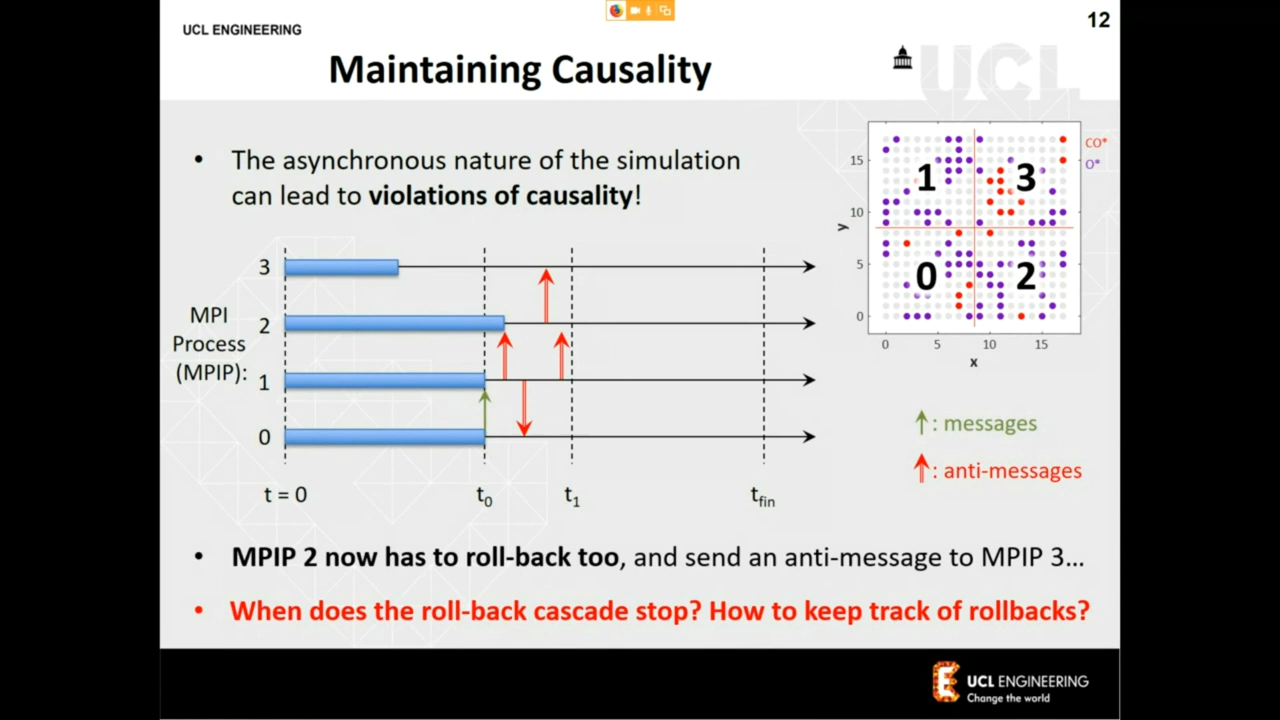 UCL ENGINEERING
12
Maintaining Causality
UCL
• The asynchronous nature of the simulation
can lead to violations of causality!
3
MPI
Process
(MPIP):
2
1
0
t = 0
t0
t1
tfin
CO*
O*
15
10
5
0
y
1
3
0
2
0
5
10
15
x
: messages
: anti-messages
• MPIP 2 now has to roll-back too, and send an anti-message to MPIP 3...
• When does the roll-back cascade stop? How to keep track of rollbacks?
UCL ENGINEERING
Change the world